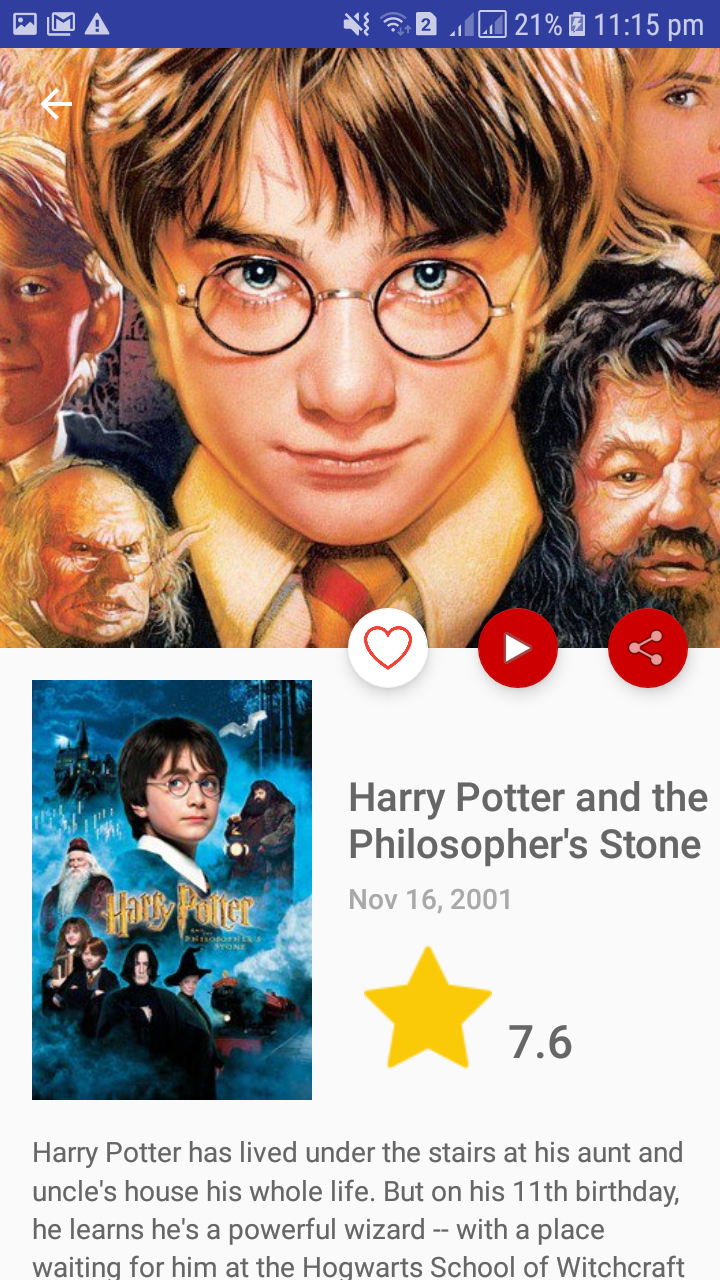 2
21%
11:15 pm
Harry Potter
AND THE
PHILOSOPHER'S
STONE
Harry Potter and the
Philosopher's Stone
Nov 16, 2001
7.6
Harry Potter has lived under the stairs at his aunt and
uncle's house his whole life. But on his 11th birthday,
he learns he's a powerful wizard -- with a place
waiting for him at the Hogwarts School of Witchcraft